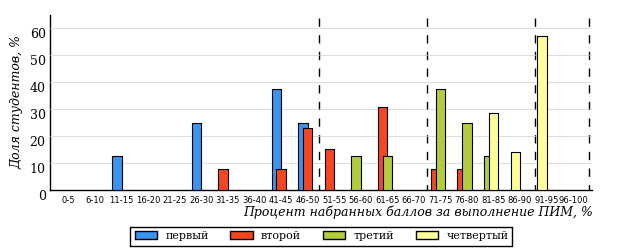 Доля студентов, %
60
50
40
30
20
10
0
0-5 6-10 11-15 16-20 21-25 26-30 31-35 36-40 41-45 46-50 51-55 56-60 61-65 66-70 71-75 76-80 81-85 86-90 91-95 96-100
Процент набранных баллов за выполнение ПИМ, %
первый второй третий четвертый